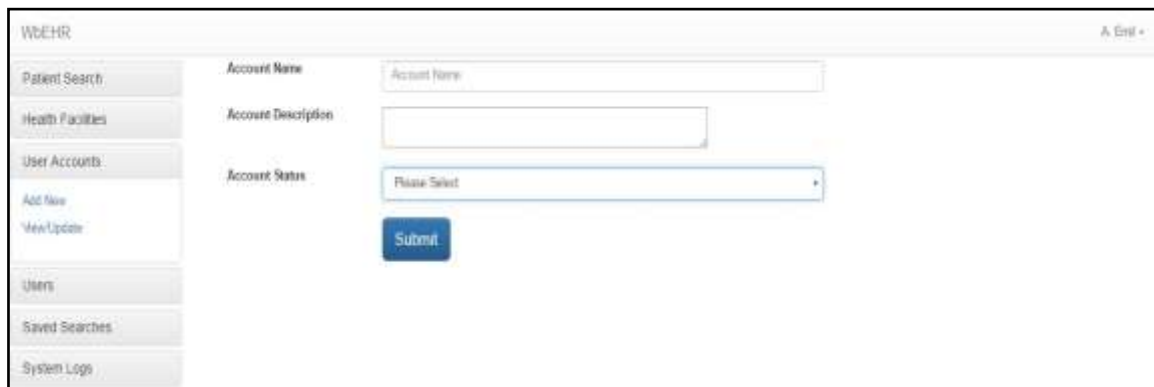 WbEHR
A. Emil
Patient Search
Health Facilities
User Accounts
Add New
View/Update
Users
Saved Searches
System Logs
Account Name
Account Name
Account Description
Account Status
Please Select
Submit